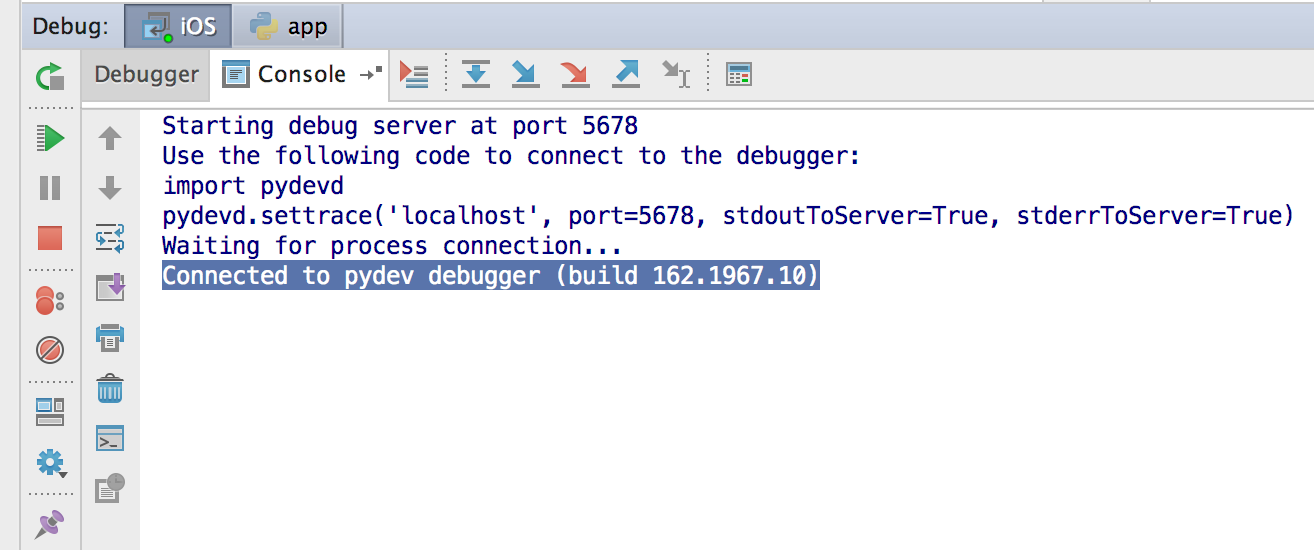 Debug: iOS app
Debugger Console
Starting debug server at port 5678
Use the following code to connect to the debugger:
import pydevd
pydevd.settrace('localhost', port=5678, stdoutToServer=True, stderrToServer=True)
Waiting for process connection...
Connected to pydev debugger (build 162.1967.10)